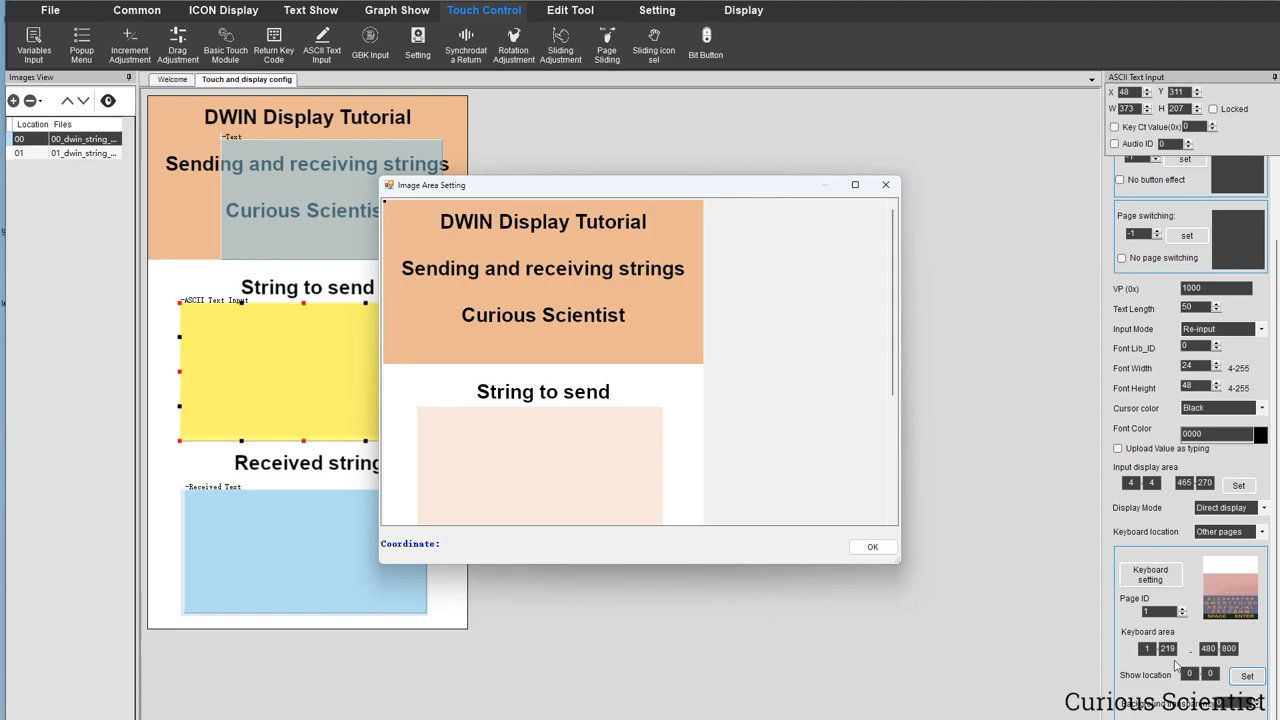 File Common ICON Display Text Show Graph Show Touch Control Edit Tool Setting Display
Variables Input
Popup Menu
Increment Adjustment
Drag Adjustment
Basic Touch Module
Return Key Code
ASCII Text Input
GBK Input
Setting
Synchrodat a Return
Rotation Adjustment
Sliding Adjustment
Page Sliding
Sliding icon sel
Bit Button
Images View
Welcome
Touch and display config
Location Files
00 00_dwin_string_...
01 01_dwin_string_...
DWIN Display Tutorial
Text
Sending and receiving strings
Curious Scientis
String to send
ASCII Text Input
Received string
Received Text
Image Area Setting
DWIN Display Tutorial
Sending and receiving strings
Curious Scientist
String to send
Coordinate:
OK
ASCII Text Input
X 48 Y 311
W 373 H 207 Locked
Key Ct Value(0x) 0
Audio ID 0
-1 set
No button effect
Page switching:
-1 set
No page switching
VP (0x) 1000
Text Length 50
Input Mode Re-input
Font Lib_ID 0
Font Width 24 4-255
Font Height 48 4-255
Cursor color Black
Font Color 0000
Upload Value as typing
Input display area
4 4 465 270 Set
Display Mode Direct display
Keyboard location Other pages
Keyboard setting
Page ID
1
SPACE ENTER
Keyboard area
1 219 - 480 800
Show location 0 0 Set
Background transparency
Curious Scientist